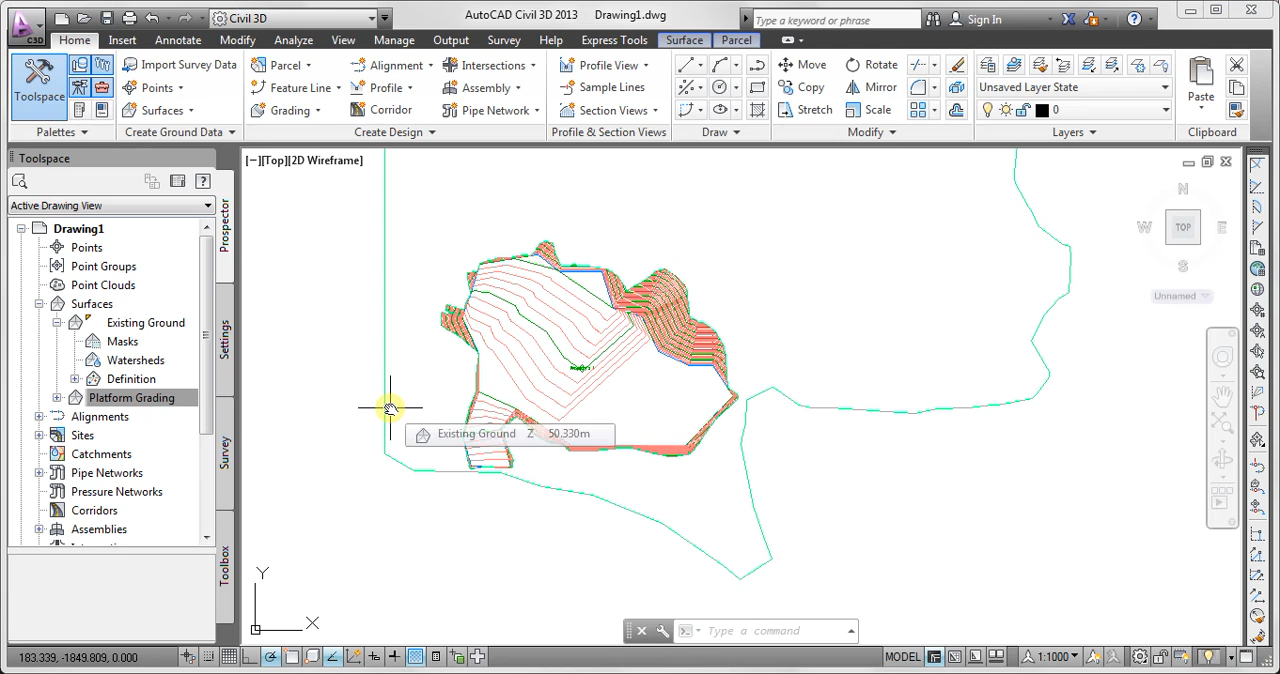 Civil 3D
AutoCAD Civil 3D 2013 Drawing1.dwg
Type a keyword or phrase
Sign In
C3D
Home Insert Annotate Modify Analyze View Manage Output Survey Help Express Tools Surface Parcel
Toolspace
Palettes
Import Survey Data
Points
Surfaces
Create Ground Data
Parcel
Feature Line
Grading
Alignment
Profile
Corridor
Intersections
Assembly
Pipe Network
Create Design
Profile View
Sample Lines
Section Views
Profile & Section Views
Draw
Move
Copy
Stretch
Rotate
Mirror
Scale
Modify
Unsaved Layer State
0
Layers
Paste
Clipboard
Toolspace
Active Drawing View
Drawing1
Points
Point Groups
Point Clouds
Surfaces
Existing Ground
Masks
Watersheds
Definition
Platform Grading
Alignments
Sites
Catchments
Pipe Networks
Pressure Networks
Corridors
Assemblies
Prospector
Settings
Survey
Toolbox
[−][Top][2D Wireframe]
N
W TOP E
S
Unnamed
Existing Ground Z 50.330m
Y
X
Type a command
183.339, -1849.809, 0.000
MODEL
1:1000